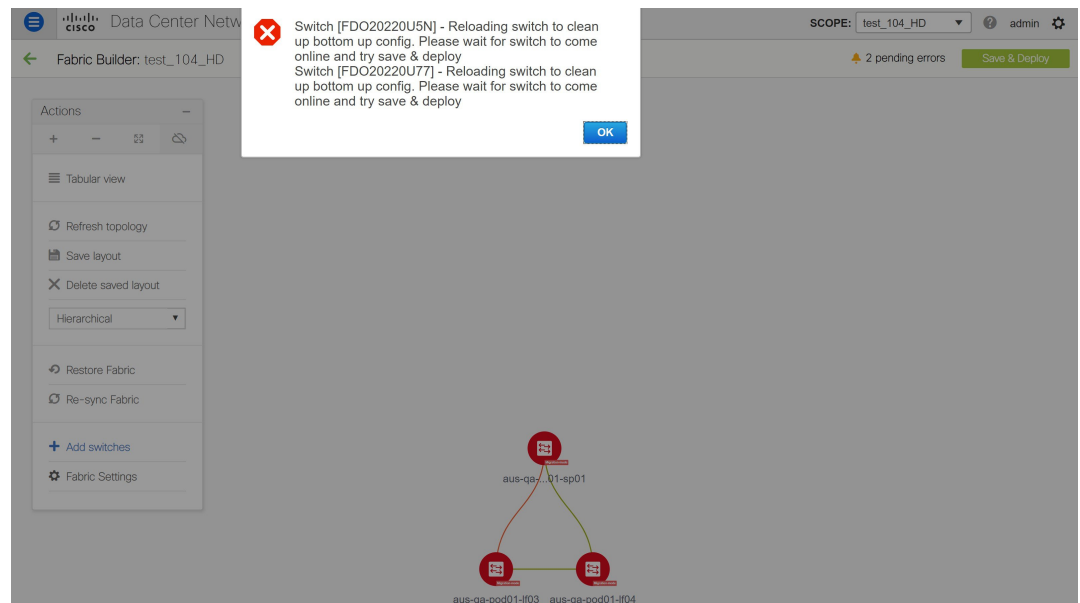 cisco
Data Center Netw
SCOPE: test_104_HD
admin
Fabric Builder: test_104_HD
2 pending errors
Save & Deploy
Switch [FDO20220U5N] - Reloading switch to clean
up bottom up config. Please wait for switch to come
online and try save & deploy
Switch [FDO20220U77] - Reloading switch to clean
up bottom up config. Please wait for switch to come
online and try save & deploy
OK
Actions
Tabular view
Refresh topology
Save layout
Delete saved layout
Hierarchical
Restore Fabric
Re-sync Fabric
Add switches
Fabric Settings
aus-qa-...01-sp01
aus-qa-pod01-lf03
aus-qa-pod01-lf04